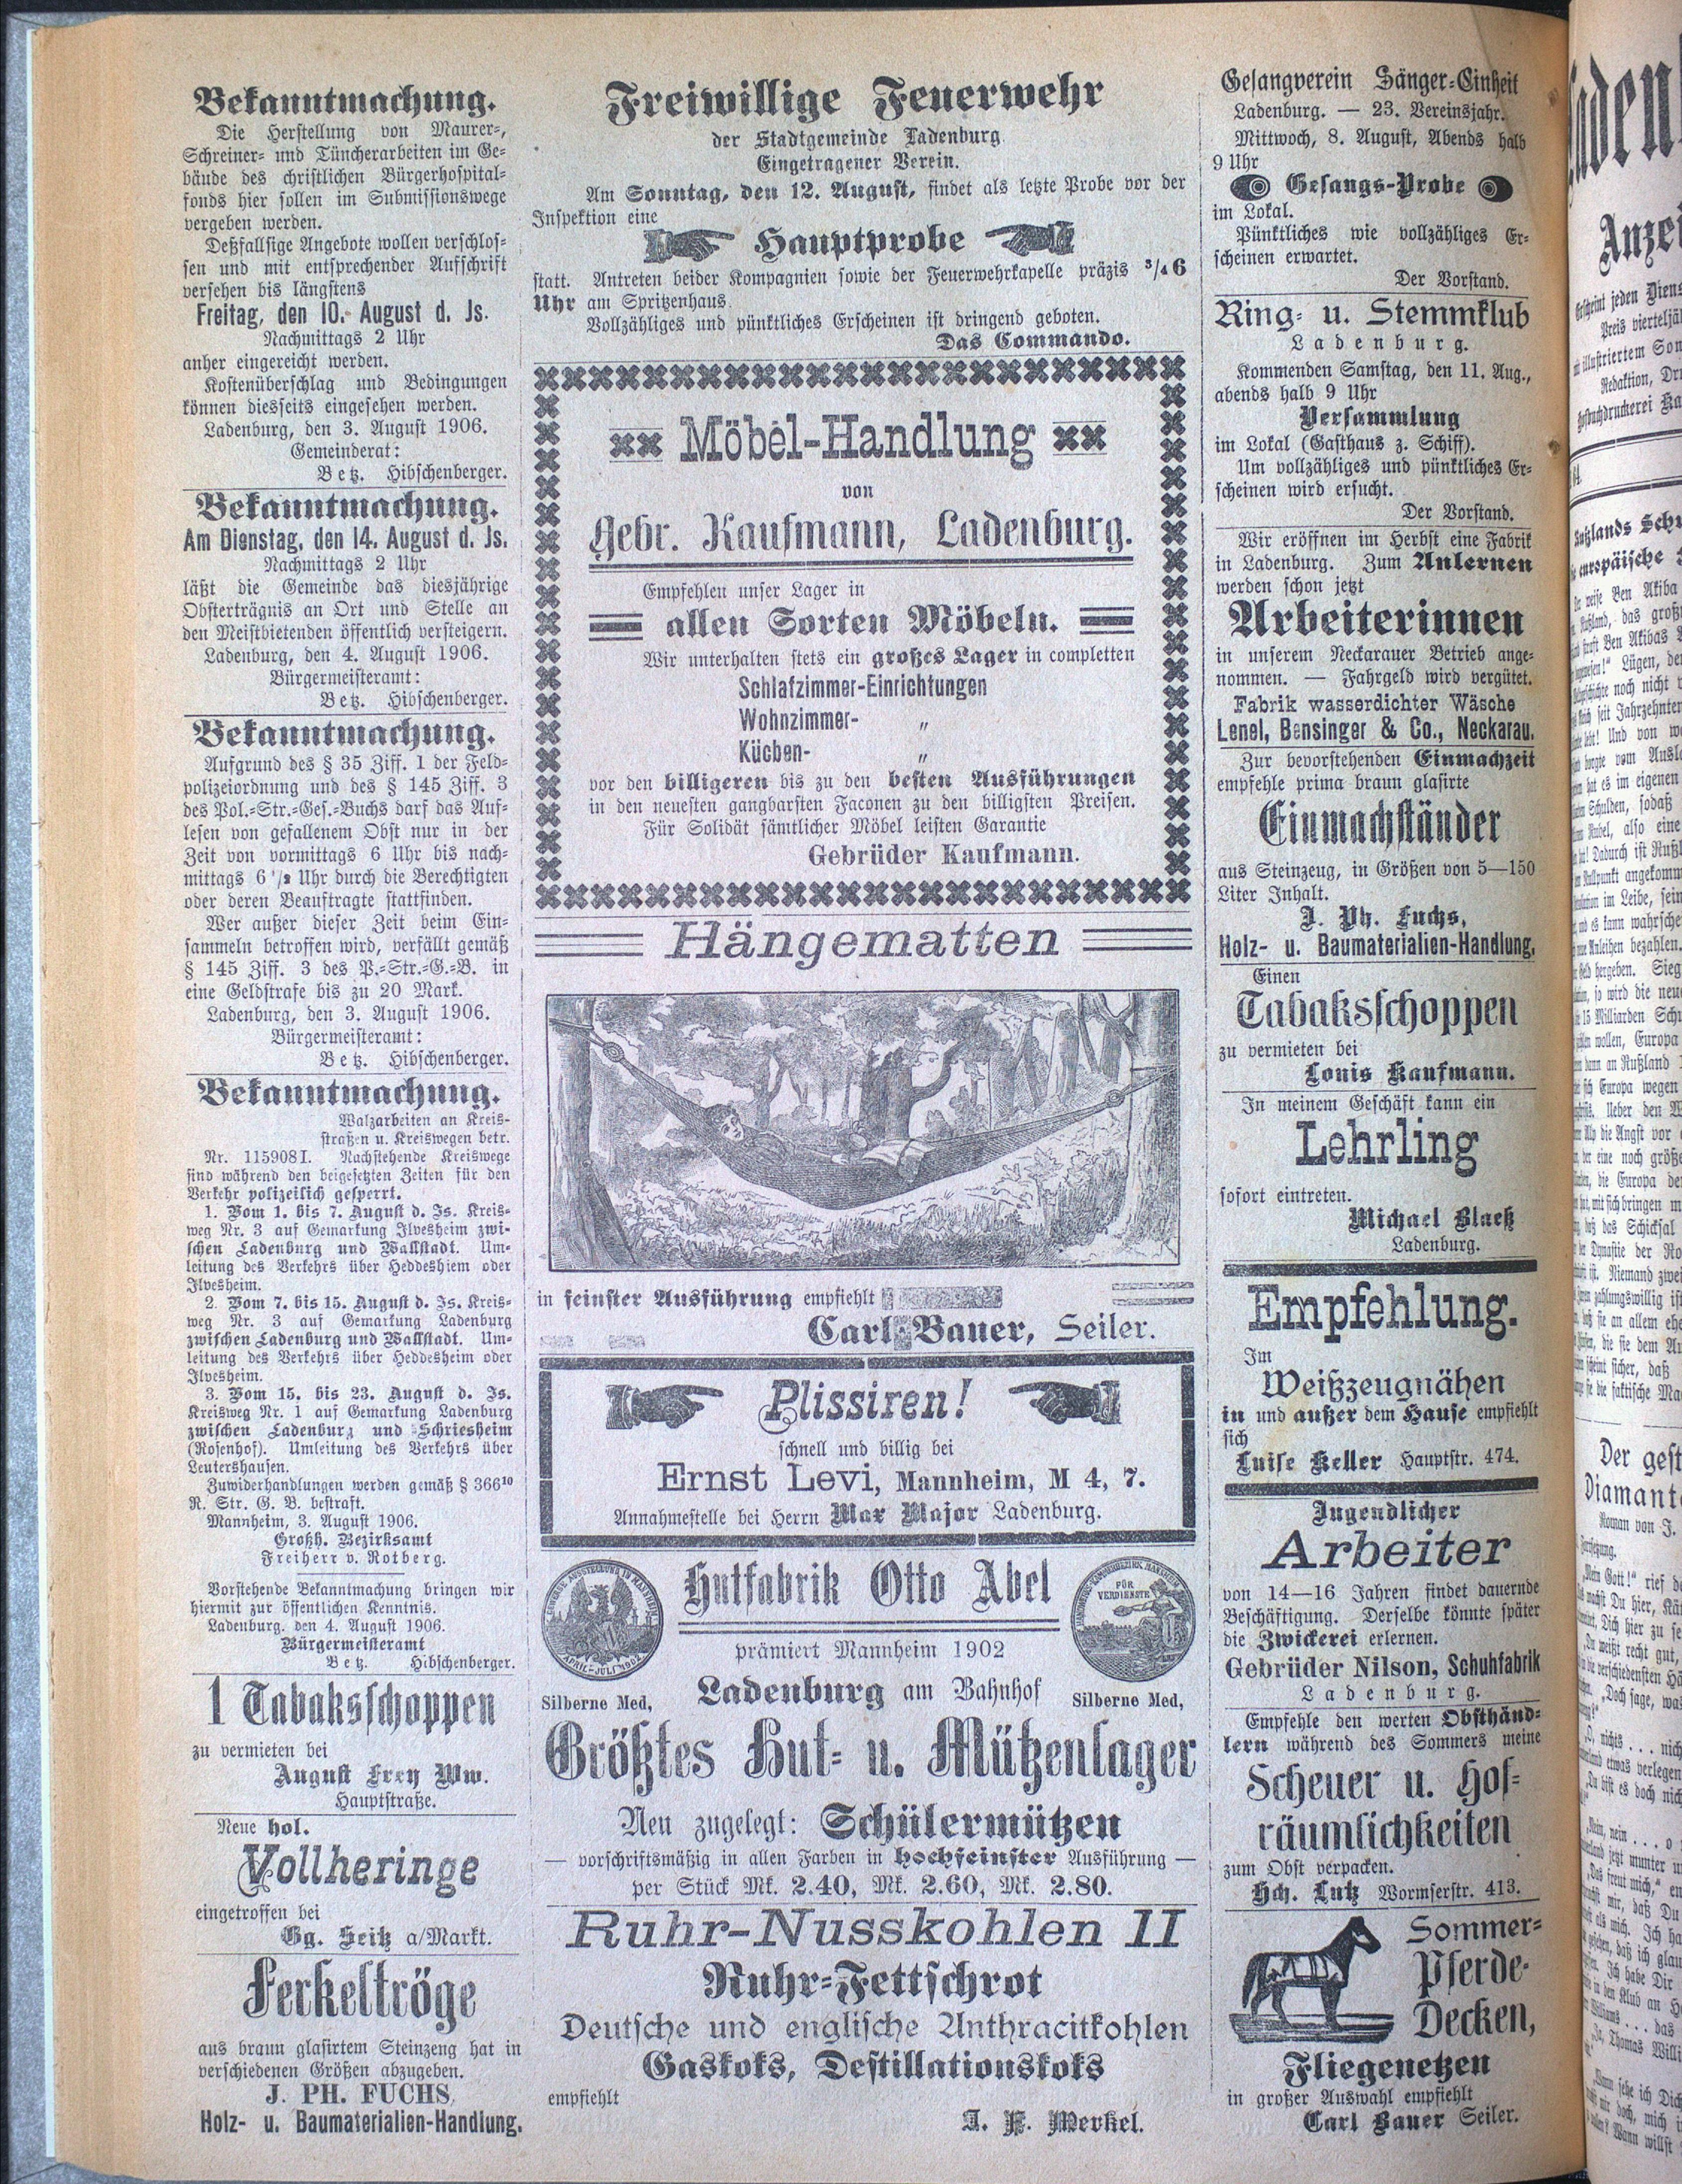 Bekanntmachung.
Die Herstellung von Maurer-,
Schreiner- und Tüncherarbeiten im Ge-
bäude des christlichen Bürgerhospital-
fonds hier sollen im Submissionswege
vergeben werden.
Deßfallsige Angebote wollen verschlos-
sen und mit entsprechender Aufschrift
versehen bis längstens
Freitag, den 10. August d. Js.
Nachmittags 2 Uhr
anher eingereicht werden.
Kostenüberschlag und Bedingungen
können diesseits eingesehen werden.
Ladenburg, den 3. August 1906.
Gemeinderat:
Betz. Hibschenberger.
Bekanntmachung.
Am Dienstag, den 14. August d. Js.
Nachmittags 2 Uhr
läßt die Gemeinde das diesjährige
Obsterträgnis an Ort und Stelle an
den Meistbietenden öffentlich versteigern.
Ladenburg, den 4. August 1906.
Bürgermeisteramt:
Betz. Hibschenberger.
Bekanntmachung.
Aufgrund des § 35 Ziff. 1 der Feld-
polizeiordnung und des § 145 Ziff. 3
des Pol.-Str.-Ges.-Buchs darf das Auf-
lesen von gefallenem Obst nur in der
Zeit von vormittags 6 Uhr bis nach-
mittags 6 1/2 Uhr durch die Berechtigten
oder deren Beauftragte stattfinden.
Wer außer dieser Zeit beim Ein-
sammeln betroffen wird, verfällt gemäß
§ 145 Ziff. 3 des P.-Str.-G.-B. in
eine Geldstrafe bis zu 20 Mark.
Ladenburg, den 3. August 1906.
Bürgermeisteramt:
Betz. Hibschenberger.
Bekanntmachung.
Walzarbeiten an Kreis-
straßen u. Kreiswegen betr.
Nr. 115908I. Nachstehende Kreiswege
sind während den beigesetzten Zeiten für den
Verkehr polizeilich gesperrt.
1. Vom 1. bis 7. August d. Js. Kreis-
weg Nr. 3 auf Gemarkung Ilvesheim zwi-
schen Ladenburg und Wallstadt. Um-
leitung des Verkehrs über Heddeshiem oder
Ilvesheim.
2. Vom 7. bis 15. August d. Js. Kreis-
weg Nr. 3 auf Gemarkung Ladenburg
zwischen Ladenburg und Wallstadt. Um-
leitung des Verkehrs über Heddesheim oder
Ilvesheim.
3. Vom 15. bis 23. August d. Js.
Kreisweg Nr. 1 auf Gemarkung Ladenburg
zwischen Ladenburg und Schriesheim
(Rosenhof). Umleitung des Verkehrs über
Leutershausen.
Zuwiderhandlungen werden gemäß § 366¹⁰
R. Str. G. B. bestraft.
Mannheim, 3. August 1906.
Großh. Bezirksamt
Freiherr v. Rotberg.
Vorstehende Bekanntmachung bringen wir
hiermit zur öffentlichen Kenntnis.
Ladenburg, den 4. August 1906.
Bürgermeisteramt
Betz. Hibschenberger.
1 Tabaksschoppen
zu vermieten bei
August Frey Ww.
Hauptstraße.
Neue hol.
Vollheringe
eingetroffen bei
Gg. Seitz a/Markt.
Ferkeltröge
aus braun glasirtem Steinzeng hat in
verschiedenen Größen abzugeben.
J. PH. FUCHS,
Holz- u. Baumaterialien-Handlung.
Freiwillige Feuerwehr
der Stadtgemeinde Ladenburg
Eingetragener Verein.
Am Sonntag, den 12. August, findet als letzte Probe vor der
Inspektion eine
Hauptprobe
statt. Antreten beider Kompagnien sowie der Feuerwehrkapelle präzis 3/4 6
Uhr am Spritzenhaus
Vollzähliges und pünktliches Erscheinen ist dringend geboten.
Das Commando.
Möbel-Handlung
von
Gebr. Kaufmann, Ladenburg.
Empfehlen unser Lager in
allen Sorten Möbeln.
Wir unterhalten stets ein großes Lager in completten
Schlafzimmer-Einrichtungen
Wohnzimmer- „
Küchen- „
vor den billigeren bis zu den besten Ausführungen
in den neuesten gangbarsten Faconen zu den billigsten Preisen.
Für Solidät sämtlicher Möbel leisten Garantie
Gebrüder Kaufmann.
Hängematten
in feinster Ausführung empfiehlt
Carl Bauer, Seiler.
Plissiren!
schnell und billig bei
Ernst Levi, Mannheim, M 4, 7.
Annahmestelle bei Herrn Max Major Ladenburg.
Hutfabrik Otto Abel
FÜR VERDIENSTE
APRIL-JULI 1902
prämiert Mannheim 1902
Ladenburg am Bahnhof
Silberne Med, Silberne Med,
Größtes Hut- u. Mützenlager
Neu zugelegt: Schülermützen
— vorschriftsmäßig in allen Farben in hochfeinster Ausführung —
per Stück Mk. 2.40, Mk. 2.60, Mk. 2.80.
Ruhr-Nusskohlen II
Ruhr-Fettschrot
Deutsche und englische Anthracitkohlen
Gaskoks, Destillationskoks
empfiehlt
J. F. Merkel.
Gesangverein Sänger-Einheit
Ladenburg. — 23. Vereinsjahr.
Mittwoch, 8. August, Abends halb
9 Uhr
Gesangs-Probe
im Lokal.
Pünktliches wie vollzähliges Er-
scheinen erwartet.
Der Vorstand.
Ring- u. Stemmklub
Ladenburg.
Kommenden Samstag, den 11. Aug.,
abends halb 9 Uhr
Versammlung
im Lokal (Gasthaus z. Schiff).
Um vollzähliges und pünktliches Er-
scheinen wird ersucht.
Der Vorstand.
Wir eröffnen im Herbst eine Fabrik
in Ladenburg. Zum Anlernen
werden schon jetzt
Arbeiterinnen
in unserem Neckarauer Betrieb ange-
nommen. — Fahrgeld wird vergütet.
Fabrik wasserdichter Wäsche
Lenel, Bensinger & Co., Neckarau.
Zur bevorstehenden Einmachzeit
empfehle prima braun glasirte
Einmachständer
aus Steinzeug, in Größen von 5—150
Liter Inhalt.
J. Ph. Fuchs,
Holz- u. Baumaterialien-Handlung,
Einen
Tabaksschoppen
zu vermieten bei
Louis Kaufmann.
In meinem Geschäft kann ein
Lehrling
sofort eintreten.
Michael Blaeß
Ladenburg.
Empfehlung.
Im
Weißzeugnähen
in und außer dem Hause empfiehlt
sich
Luise Keller Hauptstr. 474.
Jugendlicher
Arbeiter
von 14—16 Jahren findet dauernde
Beschäftigung. Derselbe könnte später
die Zwickerei erlernen.
Gebrüder Nilson, Schuhfabrik
Ladenburg.
Empfehle den werten Obsthänd-
lern während des Sommers meine
Scheuer u. Hof-
räumlichkeiten
zum Obst verpacken.
Hch. Lutz Wormserstr. 413.
Sommer-
Pferde-
Decken,
Fliegenetzen
in großer Auswahl empfiehlt
Carl Bauer Seiler.